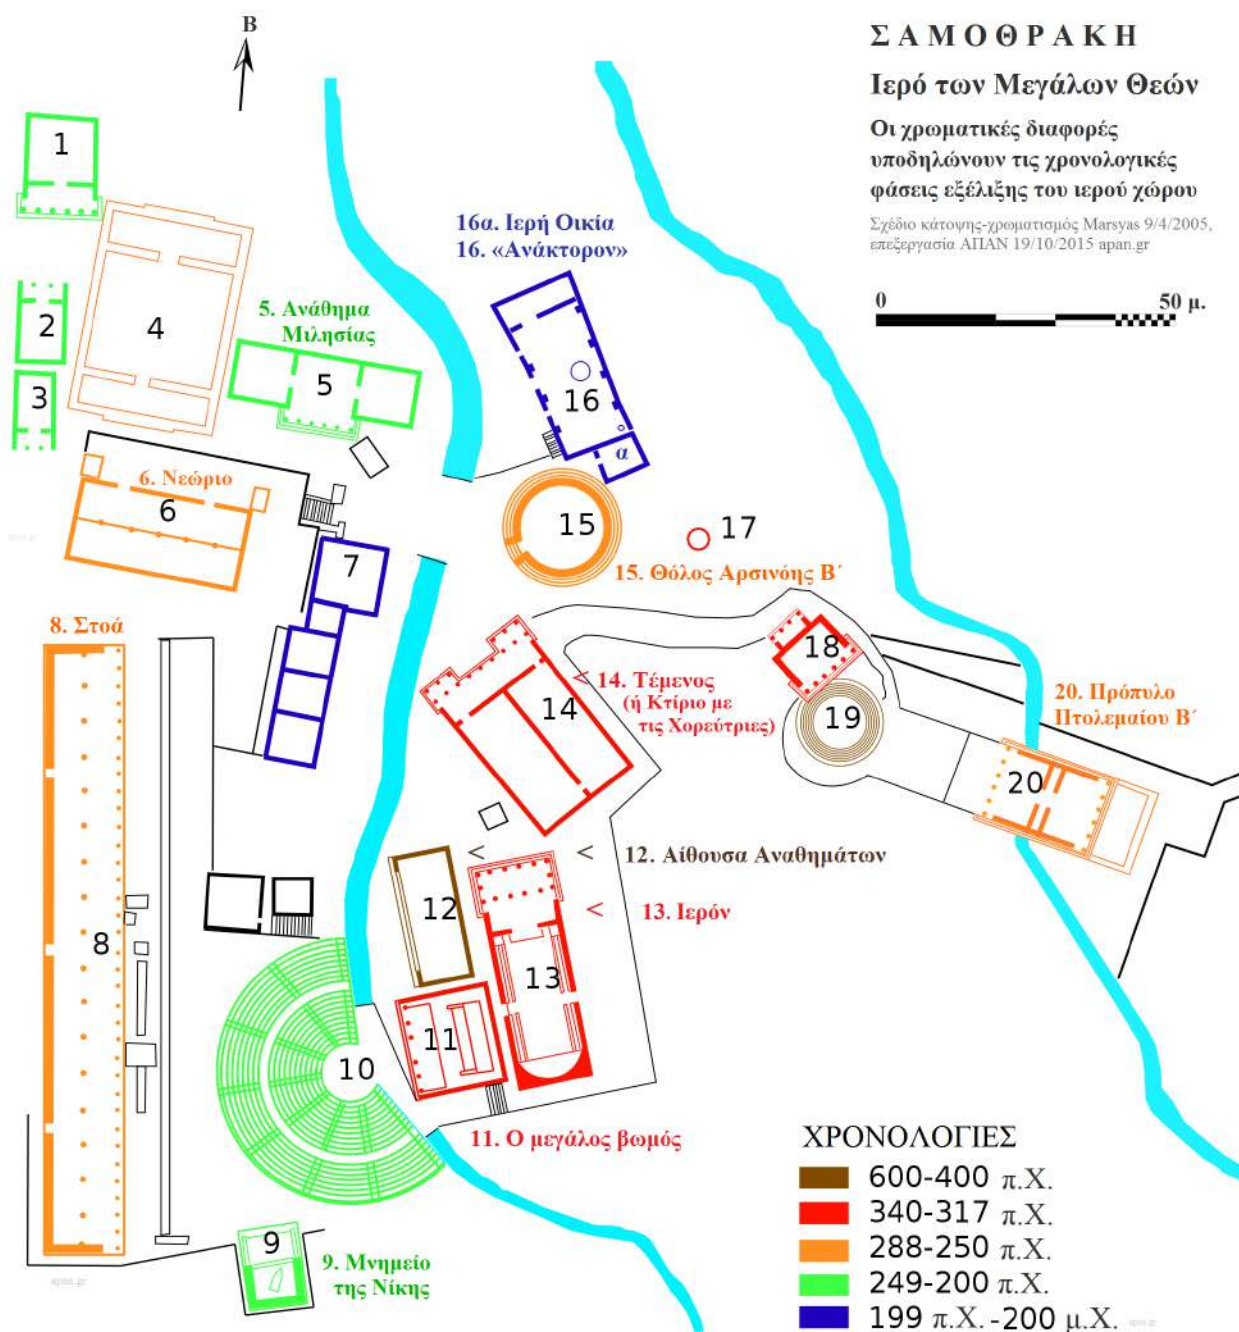 Β
ΣΑΜΟΘΡΑΚΗ
Ιερό των Μεγάλων Θεών
Οι χρωματικές διαφορές
υποδηλώνουν τις χρονολογικές
φάσεις εξέλιξης του ιερού χώρου
Σχέδιο κάτοψης-χρωματισμός Marsyas 9/4/2005,
επεξεργασία ΑΠΑΝ 19/10/2015 apan.gr
0 50 μ.
1
2
3
4
16α. Ιερή Οικία
16. «Ανάκτορον»
5. Ανάθημα
Μιλησίας
5
16
α
6. Νεώριο
6
7
15
17
15. Θόλος Αρσινόης Β΄
8. Στοά
18
14. Τέμενος
(ή Κτίριο με
τις Χορεύτριες)
14
19
20. Πρόπυλο
Πτολεμαίου Β΄
20
12. Αίθουσα Αναθημάτων
12
13. Ιερόν
8
13
11
10
11. Ο μεγάλος βωμός
9
9. Μνημείο
της Νίκης
apan.gr
ΧΡΟΝΟΛΟΓΙΕΣ
600-400 π.Χ.
340-317 π.Χ.
288-250 π.Χ.
249-200 π.Χ.
199 π.Χ. -200 μ.Χ.